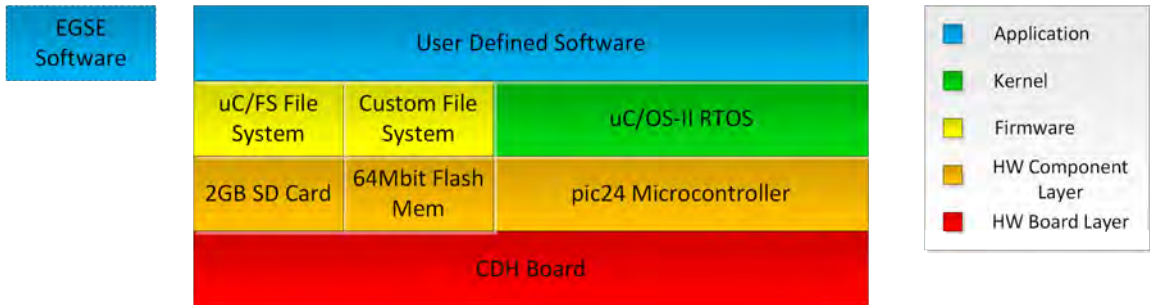 EGSE
Software
User Defined Software
uC/FS File
System
Custom File
System
uC/OS-II RTOS
2GB SD Card
64Mbit Flash
Mem
pic24 Microcontroller
CDH Board
Application
Kernel
Firmware
HW Component
Layer
HW Board Layer